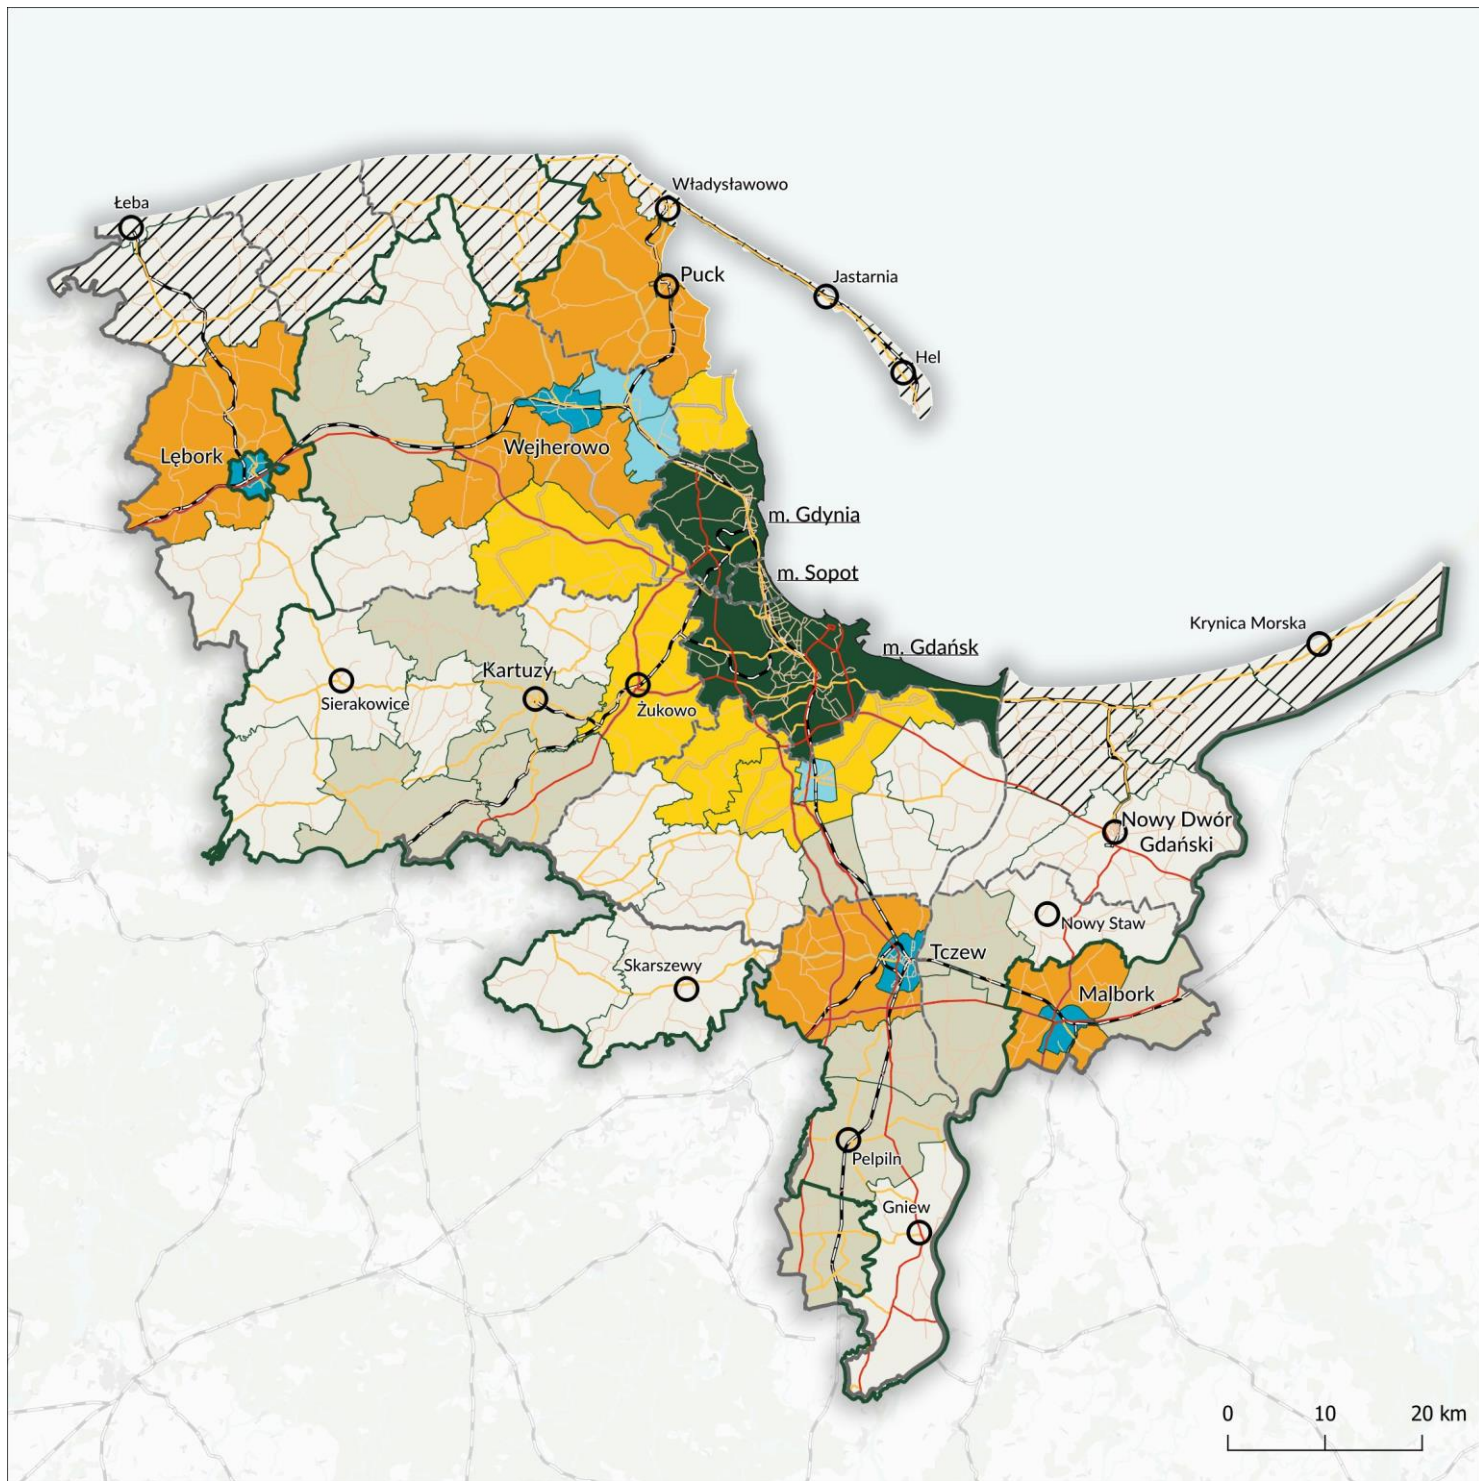 Władysławowo
Łeba
Puck
Jastarnia
Hel
Wejherowo
Lębork
m. Gdynia
m. Sopot
Krynica Morska
m. Gdańsk
Kartuzy
Sierakowice
Żukowo
Nowy Dwór
Gdański
Nowy Staw
Tczew
Skarszewy
Malbork
Pelpiln
Gniew
0 10 20 km